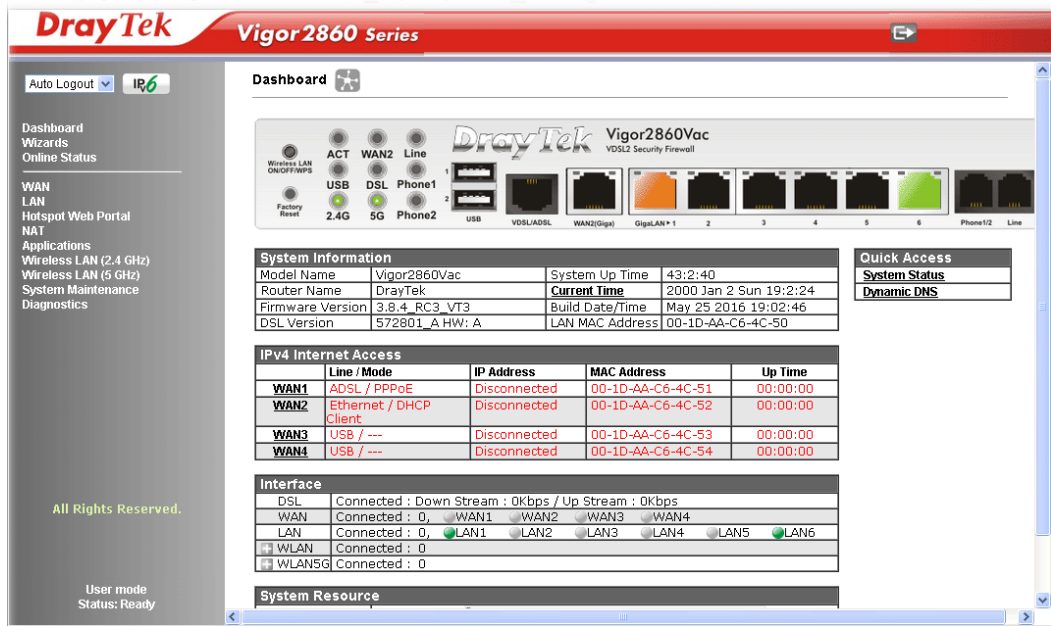 DrayTek Vigor2860 Series
Auto Logout IPv6
Dashboard
Wizards
Online Status
WAN
LAN
Hotspot Web Portal
NAT
Applications
Wireless LAN (2.4 GHz)
Wireless LAN (5 GHz)
System Maintenance
Diagnostics
All Rights Reserved.
User mode
Status: Ready
Dashboard
DrayTek Vigor2860Vac
VDSL2 Security Firewall
Wireless LAN
ON/OFF/WPS
ACT WAN2 Line
USB DSL Phone1
Factory
Reset
2.4G 5G Phone2
1
2
USB VDSL/ADSL WAN2(Giga) GigaLAN 1 2 3 4 5 6 Phone1/2 Line
System Information
Model Name Vigor2860Vac System Up Time 43:2:40
Router Name DrayTek Current Time 2000 Jan 2 Sun 19:2:24
Firmware Version 3.8.4_RC3_VT3 Build Date/Time May 25 2016 19:02:46
DSL Version 572801_A HW: A LAN MAC Address 00-1D-AA-C6-4C-50
Quick Access
System Status
Dynamic DNS
IPv4 Internet Access
Line / Mode IP Address MAC Address Up Time
WAN1 ADSL / PPPoE Disconnected 00-1D-AA-C6-4C-51 00:00:00
WAN2 Ethernet / DHCP Client Disconnected 00-1D-AA-C6-4C-52 00:00:00
WAN3 USB / --- Disconnected 00-1D-AA-C6-4C-53 00:00:00
WAN4 USB / --- Disconnected 00-1D-AA-C6-4C-54 00:00:00
Interface
DSL Connected : Down Stream : 0Kbps / Up Stream : 0Kbps
WAN Connected : 0, WAN1 WAN2 WAN3 WAN4
LAN Connected : 0, LAN1 LAN2 LAN3 LAN4 LAN5 LAN6
WLAN Connected : 0
WLAN5G Connected : 0
System Resource